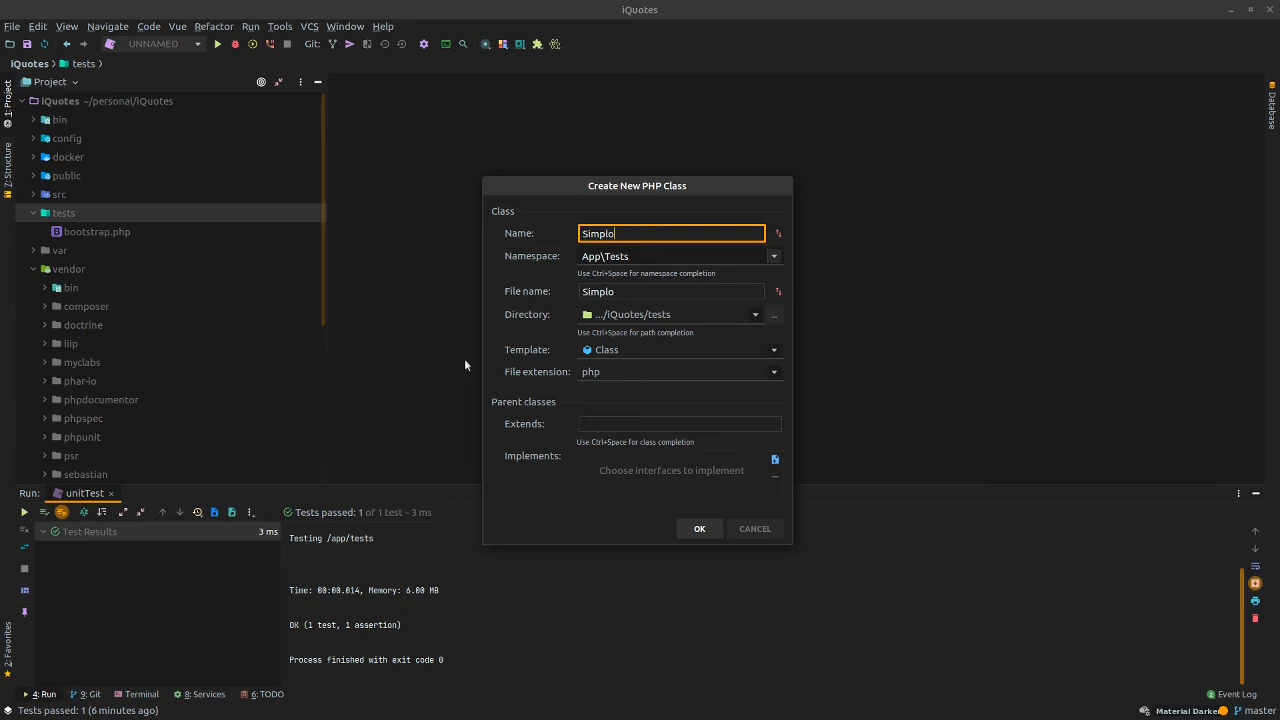 iQuotes
File Edit View Navigate Code Vue Refactor Run Tools VCS Window Help
UNNAMED Git:
iQuotes tests
Project
iQuotes ~/personal/iQuotes
bin
config
docker
public
src
tests
bootstrap.php
var
vendor
bin
composer
doctrine
liip
myclabs
phar-io
phpdocumentor
phpspec
phpunit
psr
sebastian
1: Project
7: Structure
2: Favorites
Database
Create New PHP Class
Class
Name: Simplo
Namespace: App\Tests
Use Ctrl+Space for namespace completion
File name: Simplo
Directory: .../iQuotes/tests ...
Use Ctrl+Space for path completion
Template: Class
File extension: php
Parent classes
Extends:
Use Ctrl+Space for class completion
Implements:
Choose interfaces to implement
OK CANCEL
Run: unitTest
Tests passed: 1 of 1 test – 3 ms
Test Results 3 ms
Testing /app/tests
Time: 00:00.014, Memory: 6.00 MB
OK (1 test, 1 assertion)
Process finished with exit code 0
4: Run 9: Git Terminal 8: Services 6: TODO 2 Event Log
Tests passed: 1 (6 minutes ago) Material Darker master